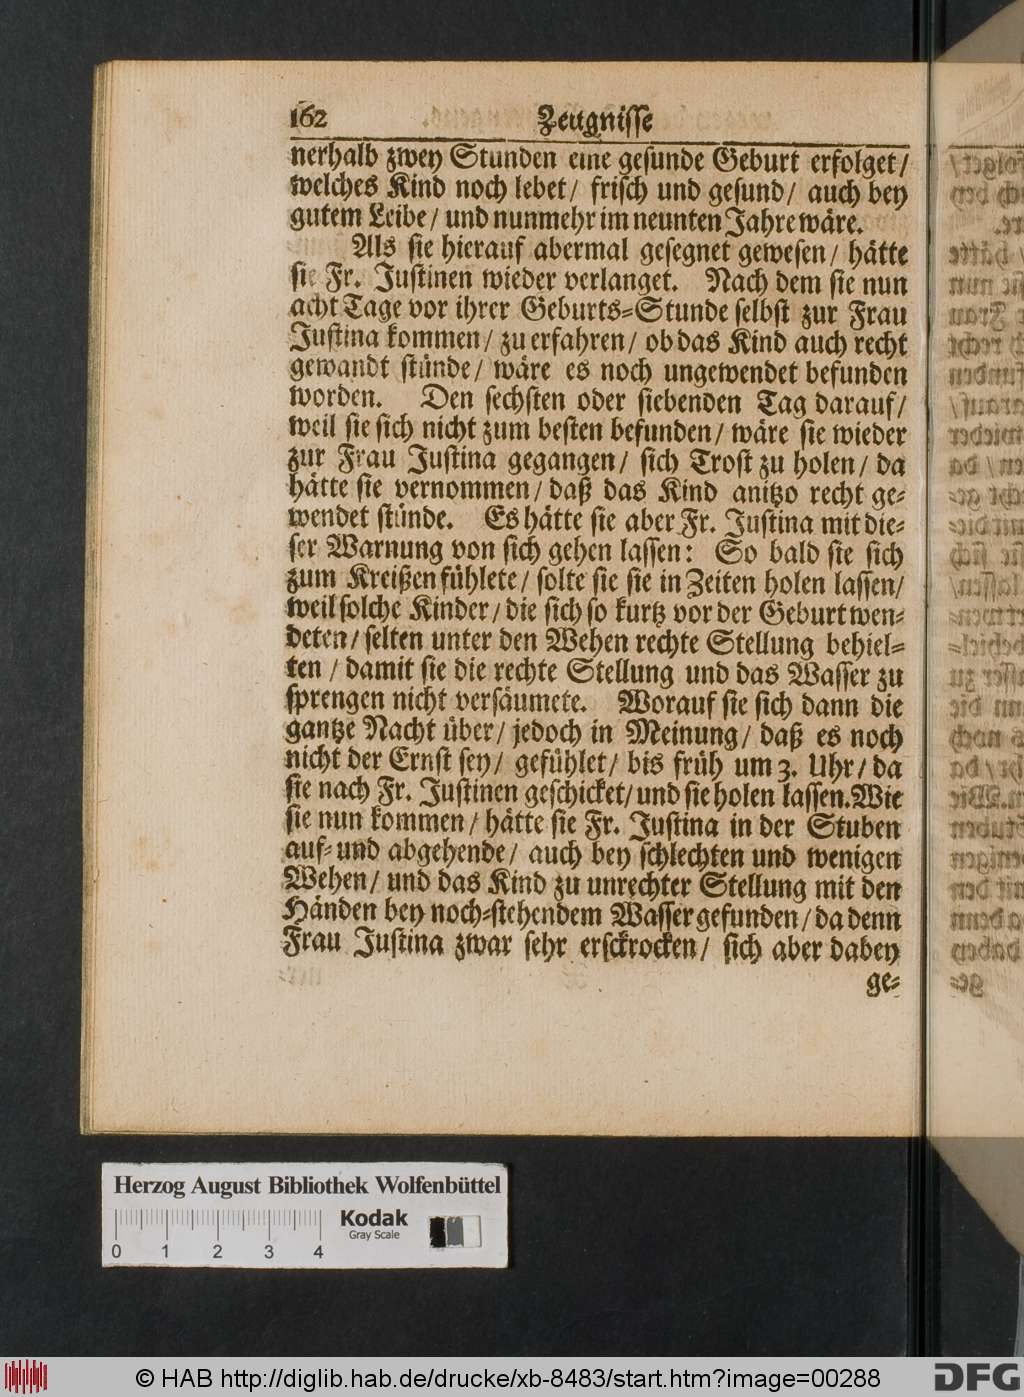 162 Zeugnisse
nerhalb zwey Stunden eine gesunde Geburt erfolget/
welches Kind noch lebet/ frisch und gesund/ auch bey
gutem Leibe/ und nunmehr im neunten Jahre wäre.
Als sie hierauf abermal gesegnet gewesen/ hätte
sie Fr. Justinen wieder verlanget. Nach dem sie nun
acht Tage vor ihrer Geburts-Stunde selbst zur Frau
Justina kommen/ zu erfahren/ ob das Kind auch recht
gewandt stünde/ wäre es noch ungewendet befunden
worden. Den sechsten oder siebenden Tag darauf/
weil sie sich nicht zum besten befunden/ wäre sie wieder
zur Frau Justina gegangen/ sich Trost zu holen/ da
hätte sie vernommen/ daß das Kind anitzo recht ge-
wendet stünde. Es hätte sie aber Fr. Justina mit die-
ser Warnung von sich gehen lassen: So bald sie sich
zum Kreißen fühlete/ solte sie sie in Zeiten holen lassen/
weil solche Kinder/ die sich so kurtz vor der Geburt wen-
deten/ selten unter den Wehen rechte Stellung behiel-
ten/ damit sie die rechte Stellung und das Wasser zu
sprengen nicht versäumete. Worauf sie sich dann die
gantze Nacht über/ jedoch in Meinung/ daß es noch
nicht der Ernst sey/ gefühlet/ bis früh um 3. Uhr/ da
sie nach Fr. Justinen geschicket/ und sie holen lassen. Wie
sie nun kommen/ hätte sie Fr. Justina in der Stuben
auf- und abgehende/ auch bey schlechten und wenigen
Wehen/ und das Kind zu unrechter Stellung mit den
Händen bey noch-stehendem Wasser gefunden/ da denn
Frau Justina zwar sehr ersckrocken/ sich aber dabey
ge-
Herzog August Bibliothek Wolfenbüttel
Kodak
Gray Scale
0 1 2 3 4
© HAB http://diglib.hab.de/drucke/xb-8483/start.htm?image=00288
DFG